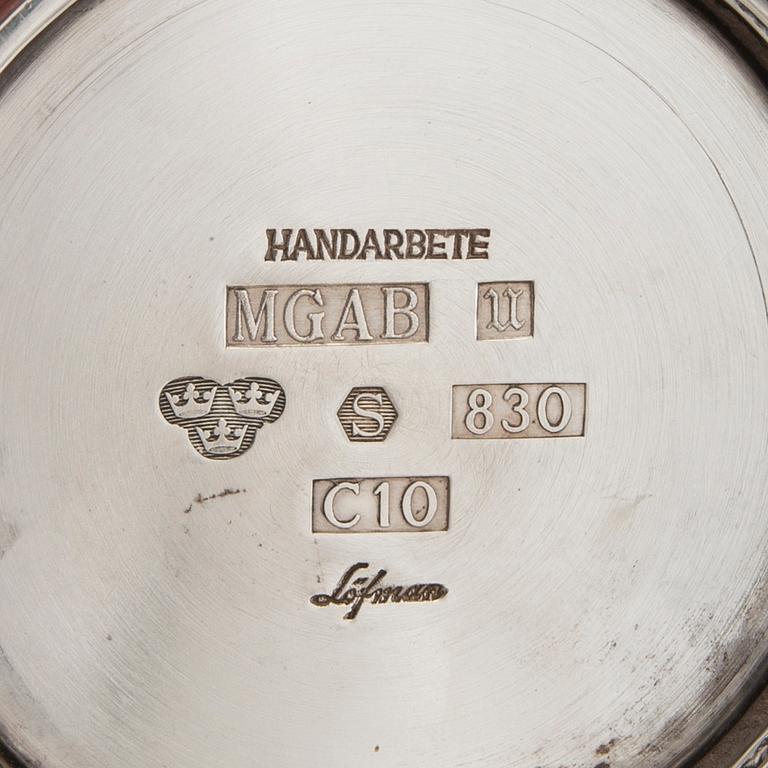 HANDARBETE
MGAB U
S 830
C10
Löfman